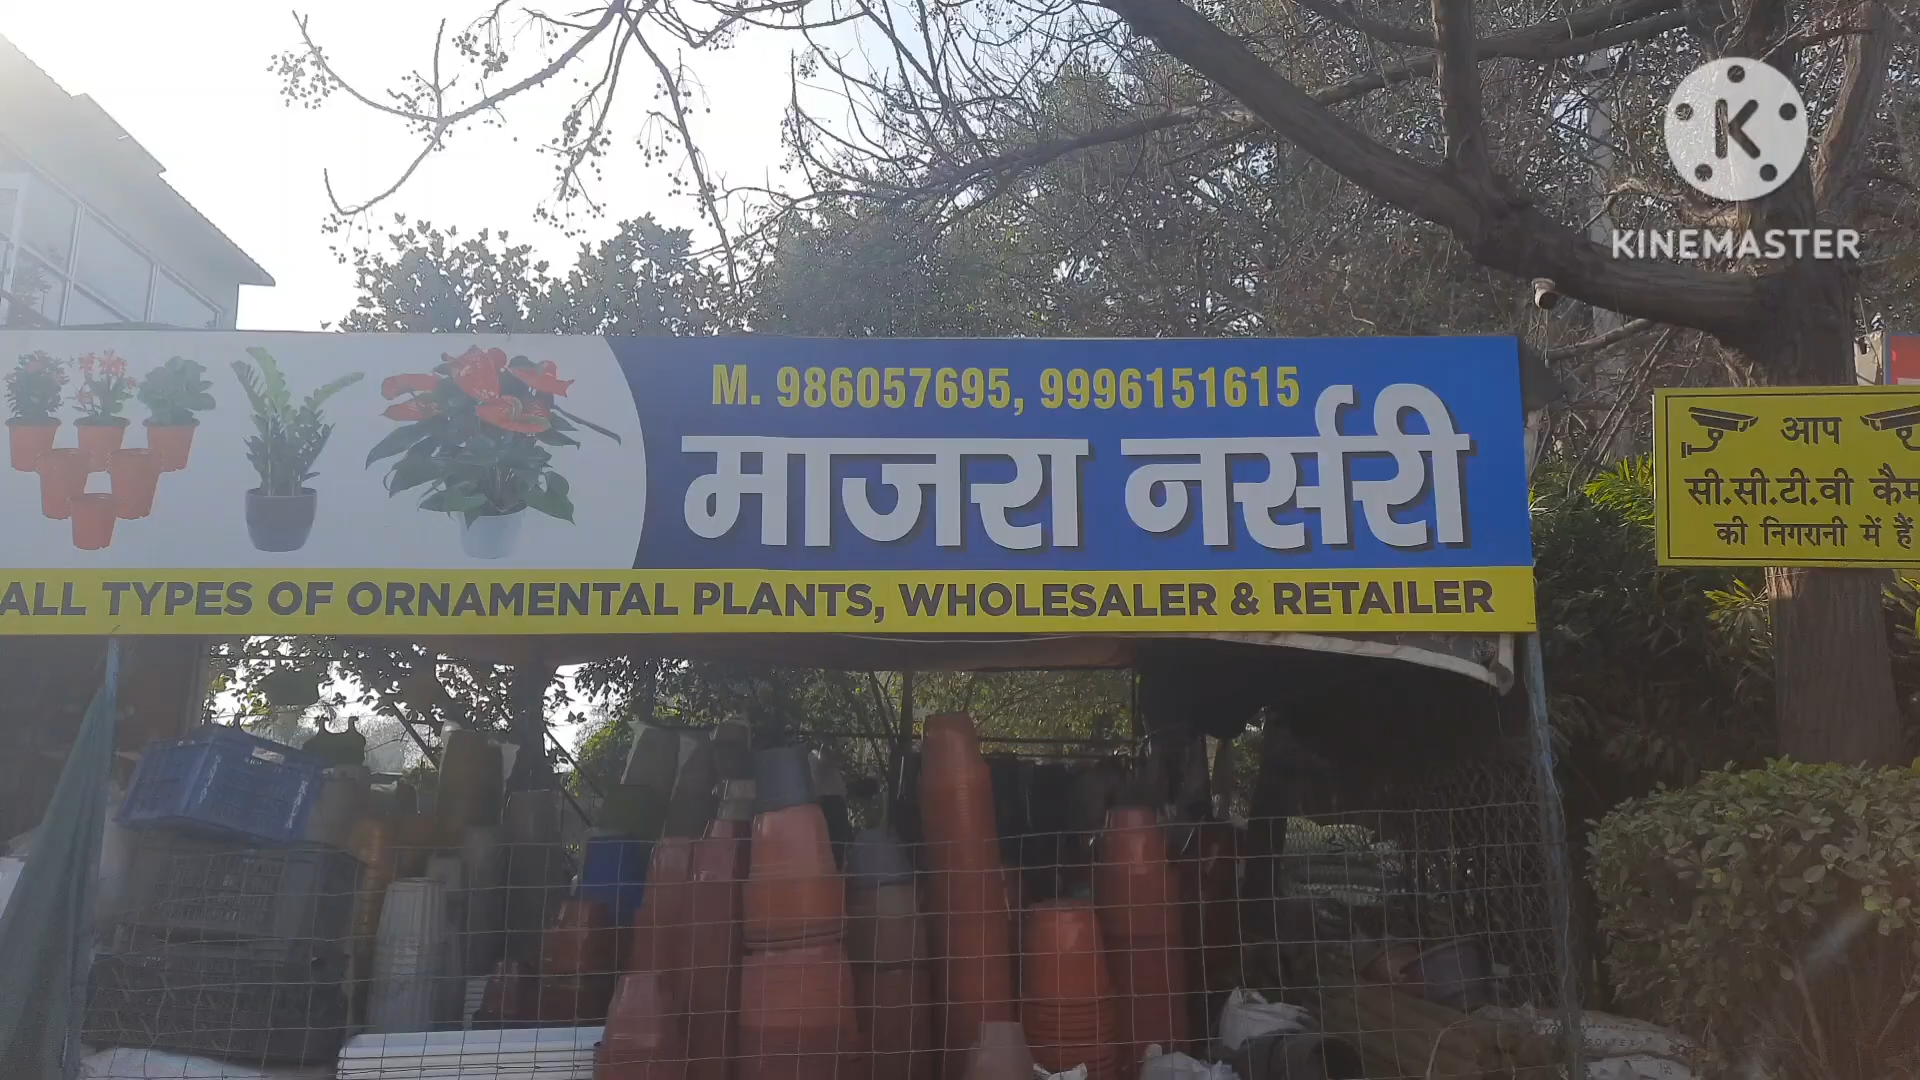 K
KINEMASTER
M. 986057695, 9996151615
माजरा नर्सरी
ALL TYPES OF ORNAMENTAL PLANTS, WHOLESALER & RETAILER
आप
सी.सी.टी.वी
की निगरानी में हैं